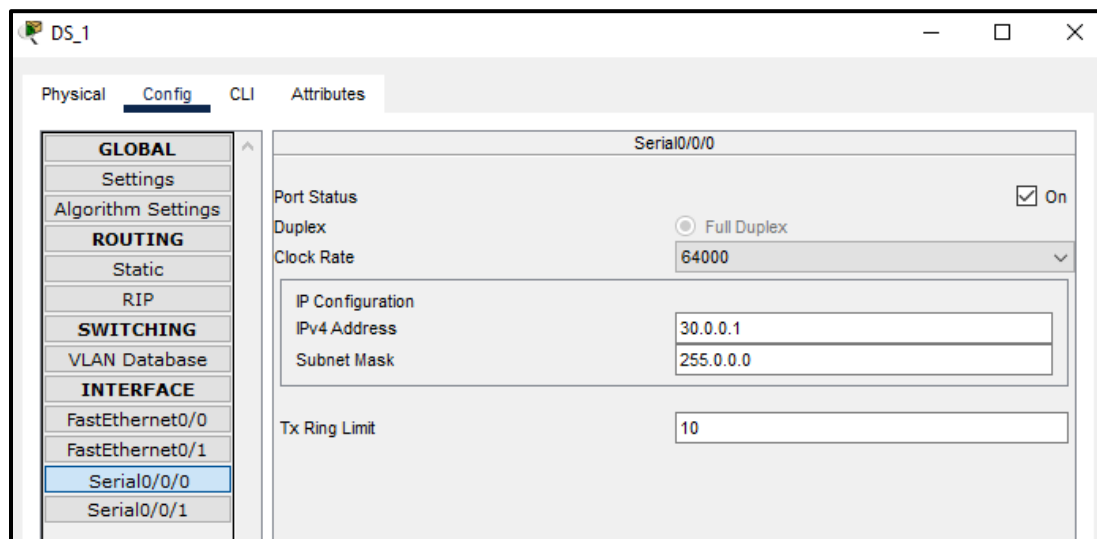 DS_1
Physical Config CLI Attributes
GLOBAL
Settings
Algorithm Settings
ROUTING
Static
RIP
SWITCHING
VLAN Database
INTERFACE
FastEthernet0/0
FastEthernet0/1
Serial0/0/0
Serial0/0/1
Serial0/0/0
Port Status On
Duplex Full Duplex
Clock Rate 64000
IP Configuration
IPv4 Address 30.0.0.1
Subnet Mask 255.0.0.0
Tx Ring Limit 10